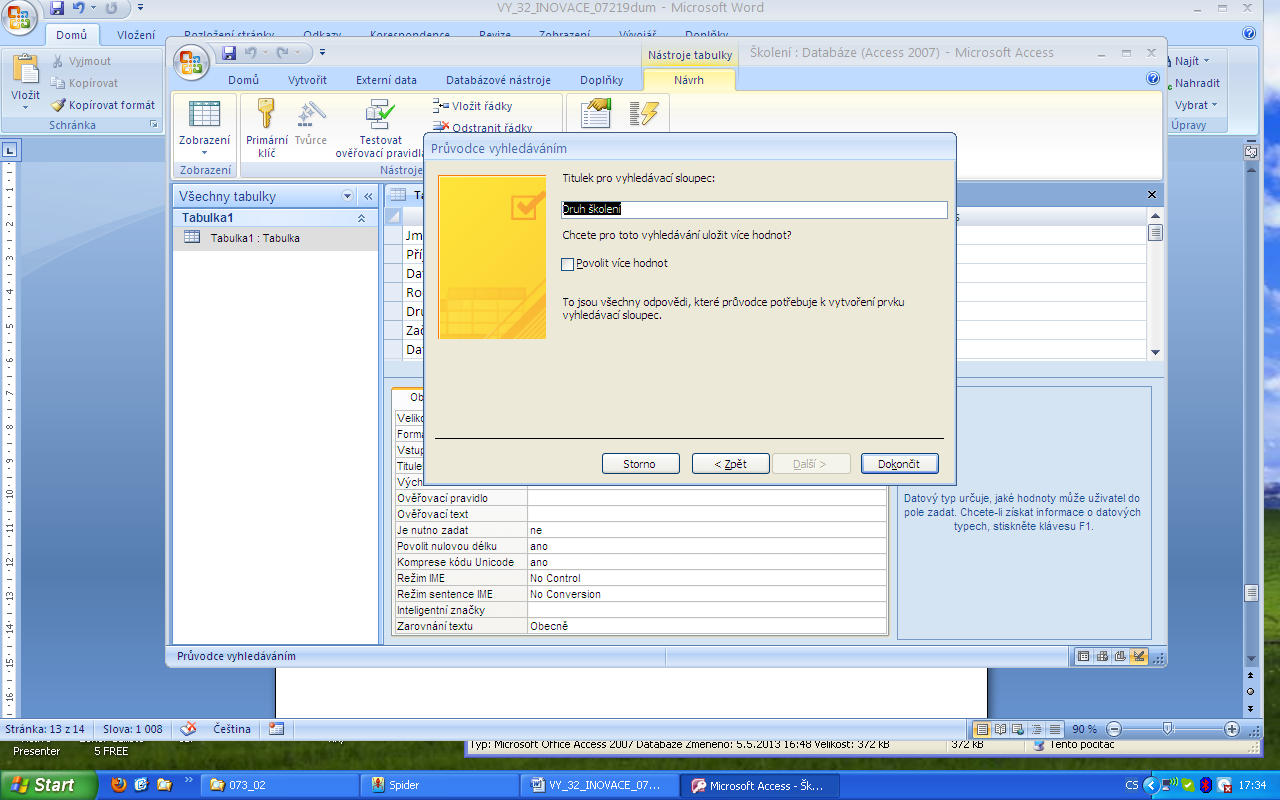 VY_32_INOVACE_07219dum - Microsoft Word
Domů Vložení Rozložení stránky Odkazy Korespondence Revize Zobrazení Vývojář Doplňky
Vložit
Vyjmout
Kopírovat
Kopírovat formát
Schránka
Najít
Nahradit
Vybrat
Úpravy
Nástroje tabulky
Školení : Databáze (Access 2007) - Microsoft Access
Domů Vytvořit Externí data Databázové nástroje Doplňky Návrh
Zobrazení
Zobrazení
Primární klíč
Tvůrce
Testovat ověřovací pravidla
Vložit řádky
Odstranit řádky
Nástroje
Všechny tabulky
Tabulka1
Tabulka1 : Tabulka
Průvodce vyhledáváním
Titulek pro vyhledávací sloupec:
Druh školení
Chcete pro toto vyhledávání uložit více hodnot?
Povolit více hodnot
To jsou všechny odpovědi, které průvodce potřebuje k vytvoření prvku
vyhledávací sloupec.
Storno
< Zpět
Další >
Dokončit
Ověřovací pravidlo
Ověřovací text
Je nutno zadat ne
Povolit nulovou délku ano
Komprese kódu Unicode ano
Režim IME No Control
Režim sentence IME No Conversion
Inteligentní značky
Zarovnání textu Obecně
Datový typ určuje, jaké hodnoty může uživatel do
pole zadat. Chcete-li získat informace o datových
typech, stiskněte klávesu F1.
Průvodce vyhledáváním
Stránka: 13 z 14 Slova: 1 008 Čeština 90 %
Presenter 5 FREE
Typ: Microsoft Office Access 2007 Databáze Změněno: 5.5.2013 16:48 Velikost: 372 kB 372 kB Tento počítač
Start 073_02 Spider VY_32_INOVACE_07... Microsoft Access - Šk... CS 17:34